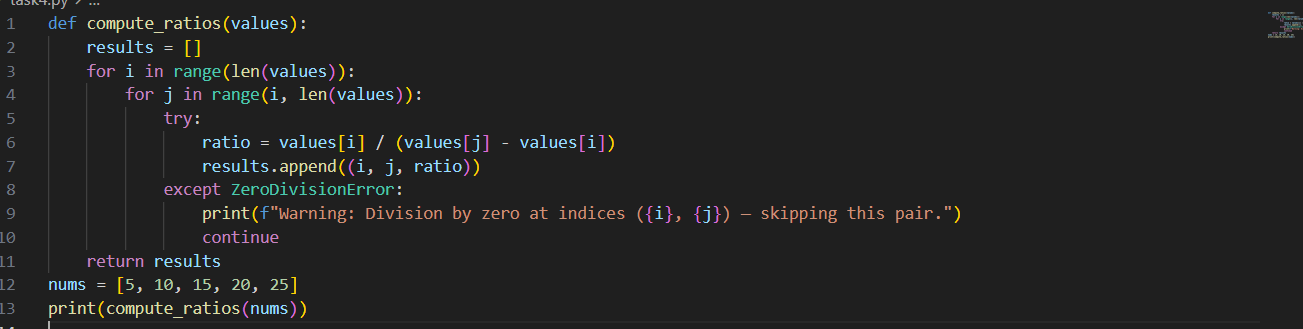 task4.py > ...
1 def compute_ratios(values):
2     results = []
3     for i in range(len(values)):
4         for j in range(i, len(values)):
5             try:
6                 ratio = values[i] / (values[j] - values[i])
7                 results.append((i, j, ratio))
8             except ZeroDivisionError:
9                 print(f"Warning: Division by zero at indices ({i}, {j}) — skipping this pair.")
10                 continue
11     return results
12 nums = [5, 10, 15, 20, 25]
13 print(compute_ratios(nums))
14